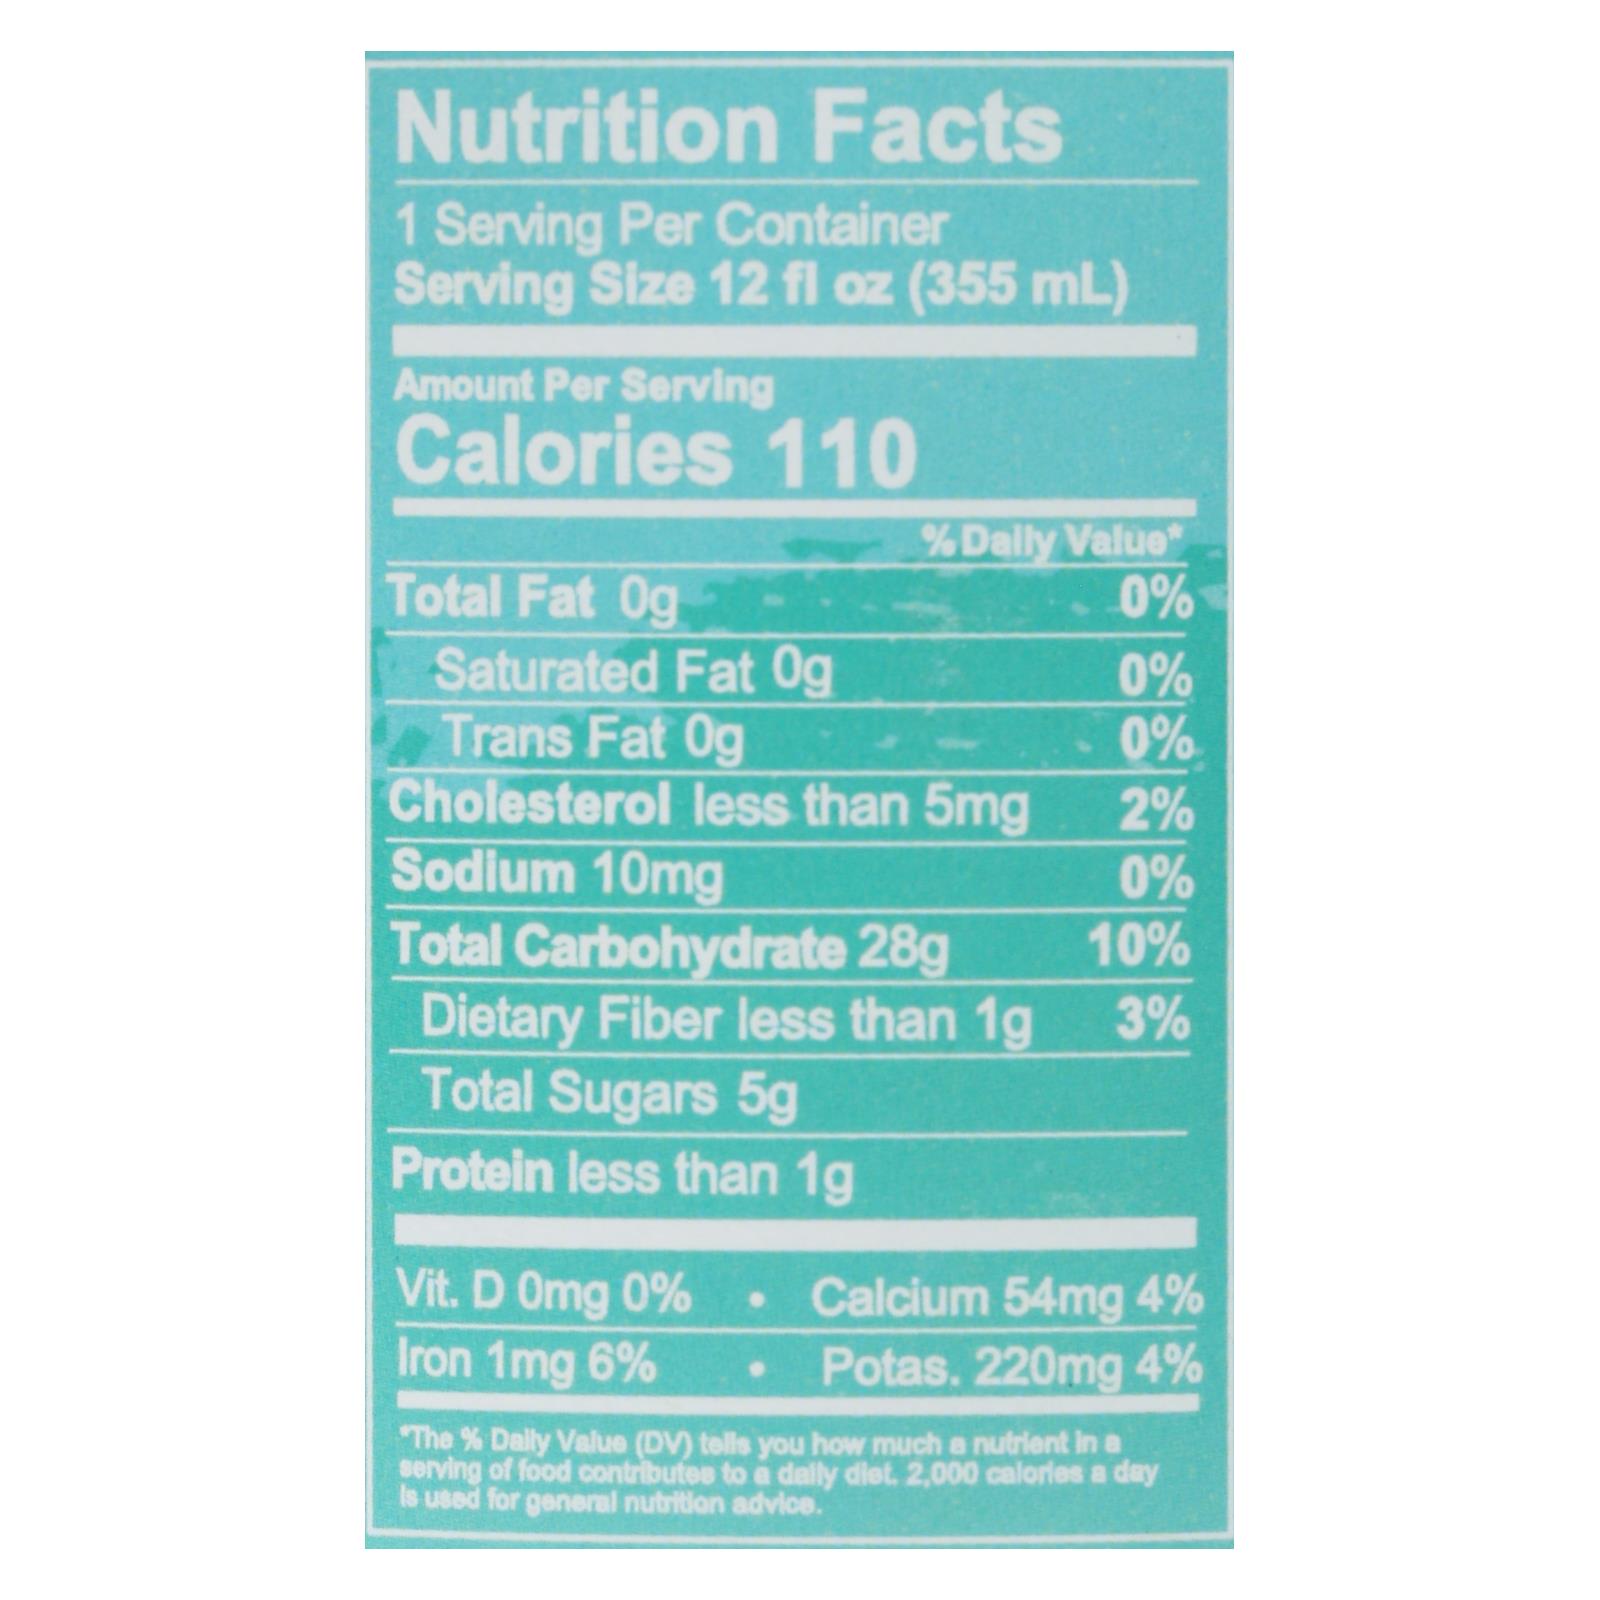 Nutrition Facts
1 Serving Per Container
Serving Size 12 fl oz (355 mL)
Amount Per Serving
Calories 110
% Daily Value*
Total Fat 0g 0%
Saturated Fat 0g 0%
Trans Fat 0g 0%
Cholesterol less than 5mg 2%
Sodium 10mg 0%
Total Carbohydrate 28g 10%
Dietary Fiber less than 1g 3%
Total Sugars 5g
Protein less than 1g
Vit. D 0mg 0% • Calcium 54mg 4%
Iron 1mg 6% • Potas. 220mg 4%
*The % Daily Value (DV) tells you how much a nutrient in a
serving of food contributes to a daily diet. 2,000 calories a day
is used for general nutrition advice.